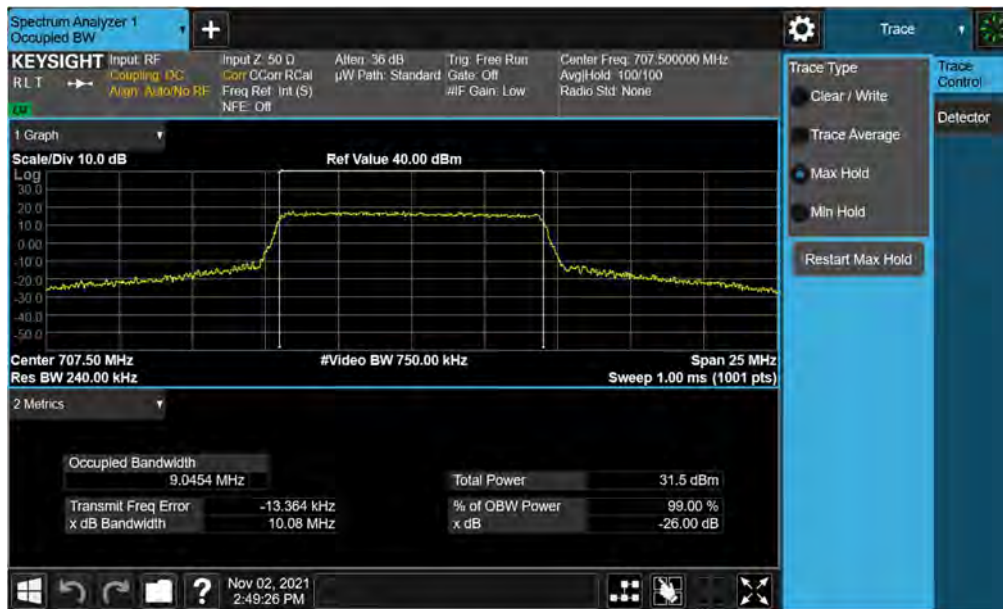 Spectrum Analyzer 1
Occupied BW
+
Trace
KEYSIGHT Input: RF Input Z: 50 Ω Atten: 36 dB Trig: Free Run Center Freq: 707.500000 MHz
RLT Coupling: DC Corr CCorr RCal µW Path: Standard Gate: Off Avg|Hold: 100/100
Align: Auto/No RF Freq Ref: Int (S) #IF Gain: Low Radio Std: None
NFE: Off
Trace Type
Clear / Write
Trace Average
Max Hold
Min Hold
Restart Max Hold
Trace
Control
Detector
1 Graph
Scale/Div 10.0 dB Ref Value 40.00 dBm
Log
30.0
20.0
10.0
0.00
-10.0
-20.0
-30.0
-40.0
-50.0
Center 707.50 MHz #Video BW 750.00 kHz Span 25 MHz
Res BW 240.00 kHz Sweep 1.00 ms (1001 pts)
2 Metrics
Occupied Bandwidth
9.0454 MHz Total Power 31.5 dBm
Transmit Freq Error -13.364 kHz % of OBW Power 99.00 %
x dB Bandwidth 10.08 MHz x dB -26.00 dB
? Nov 02, 2021
2:49:26 PM